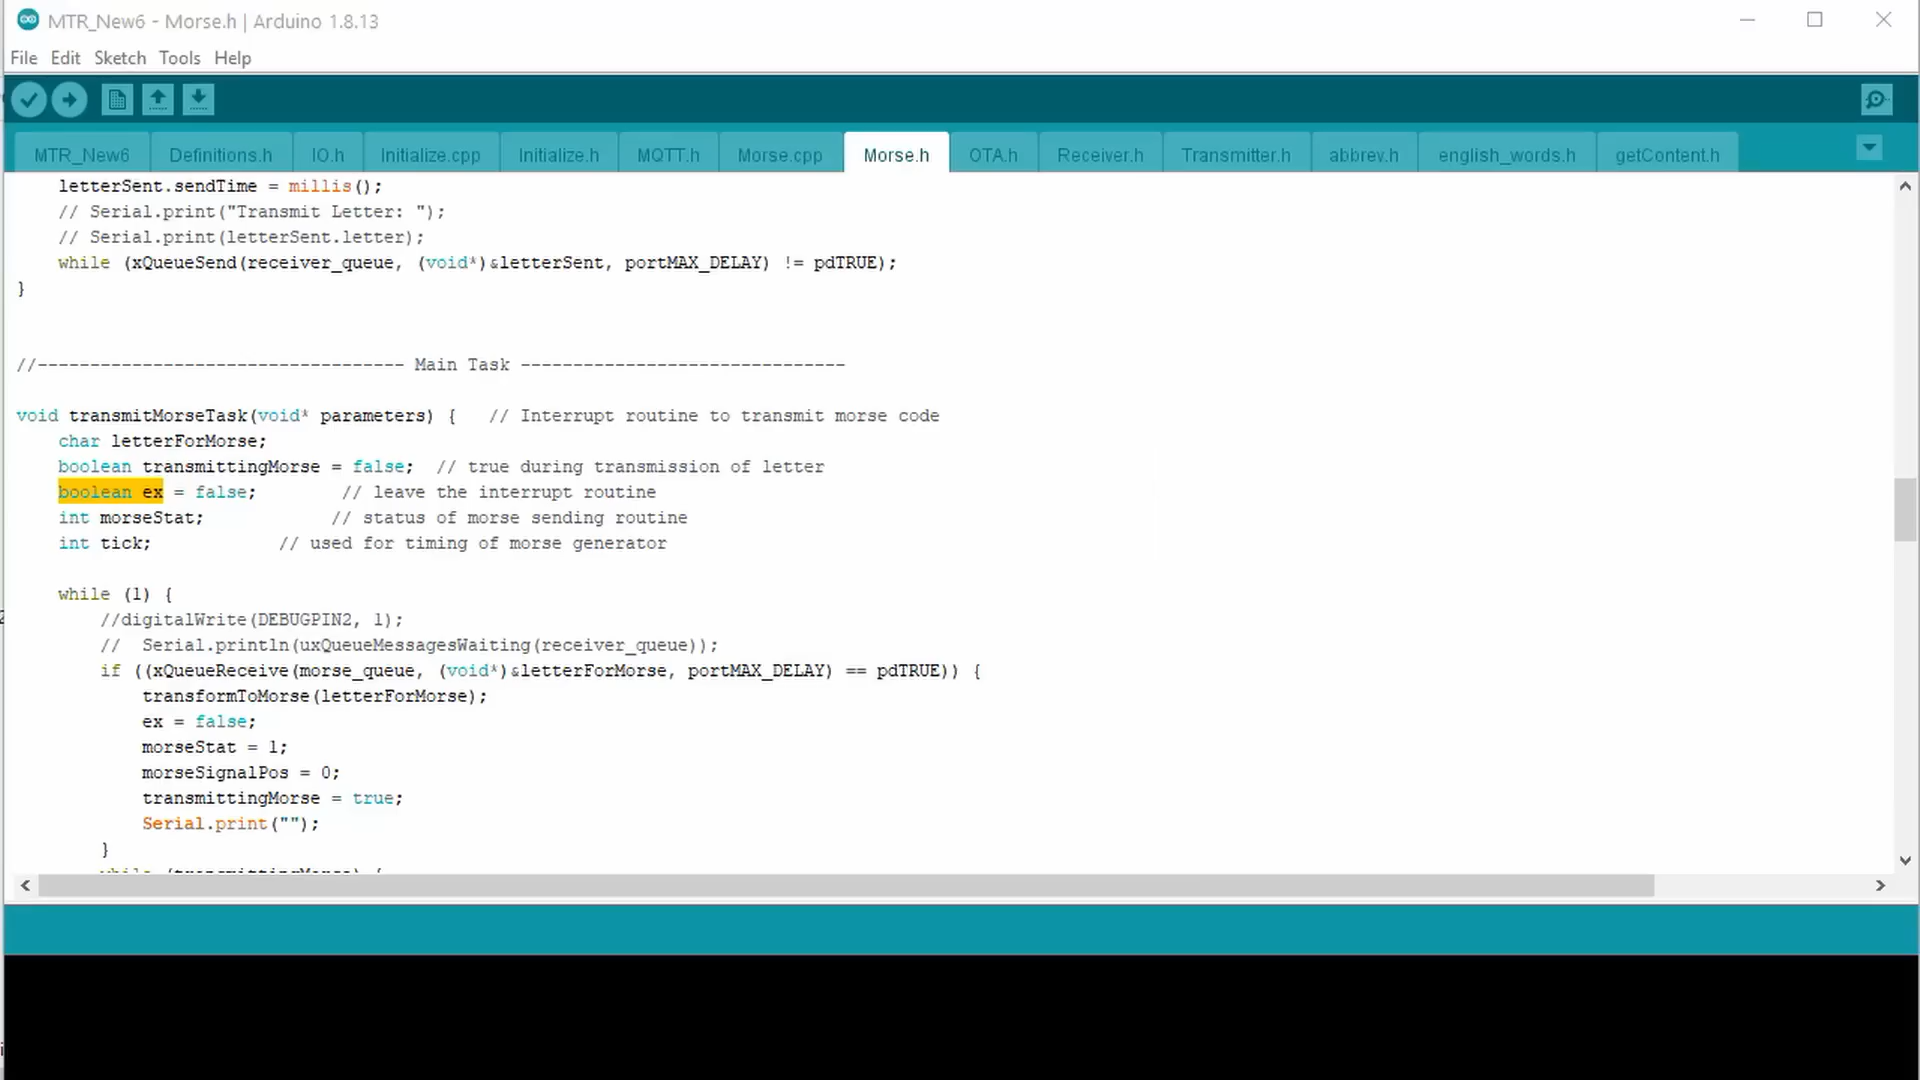 MTR_New6 - Morse.h | Arduino 1.8.13
File Edit Sketch Tools Help
MTR_New6 Definitions.h IO.h Initialize.cpp Initialize.h MQTT.h Morse.cpp Morse.h OTA.h Receiver.h Transmitter.h abbrev.h english_words.h getContent.h
letterSent.sendTime = millis();
// Serial.print("Transmit Letter: ");
// Serial.print(letterSent.letter);
while (xQueueSend(receiver_queue, (void*)&letterSent, portMAX_DELAY) != pdTRUE);
}
//----------------------------------- Main Task -------------------------------
void transmitMorseTask(void* parameters) { // Interrupt routine to transmit morse code
char letterForMorse;
boolean transmittingMorse = false; // true during transmission of letter
boolean ex = false; // leave the interrupt routine
int morseStat; // status of morse sending routine
int tick; // used for timing of morse generator
while (1) {
//digitalWrite(DEBUGPIN2, 1);
// Serial.println(uxQueueMessagesWaiting(receiver_queue));
if ((xQueueReceive(morse_queue, (void*)&letterForMorse, portMAX_DELAY) == pdTRUE)) {
transformToMorse(letterForMorse);
ex = false;
morseStat = 1;
morseSignalPos = 0;
transmittingMorse = true;
Serial.print("");
}
while (transmittingMorse) {